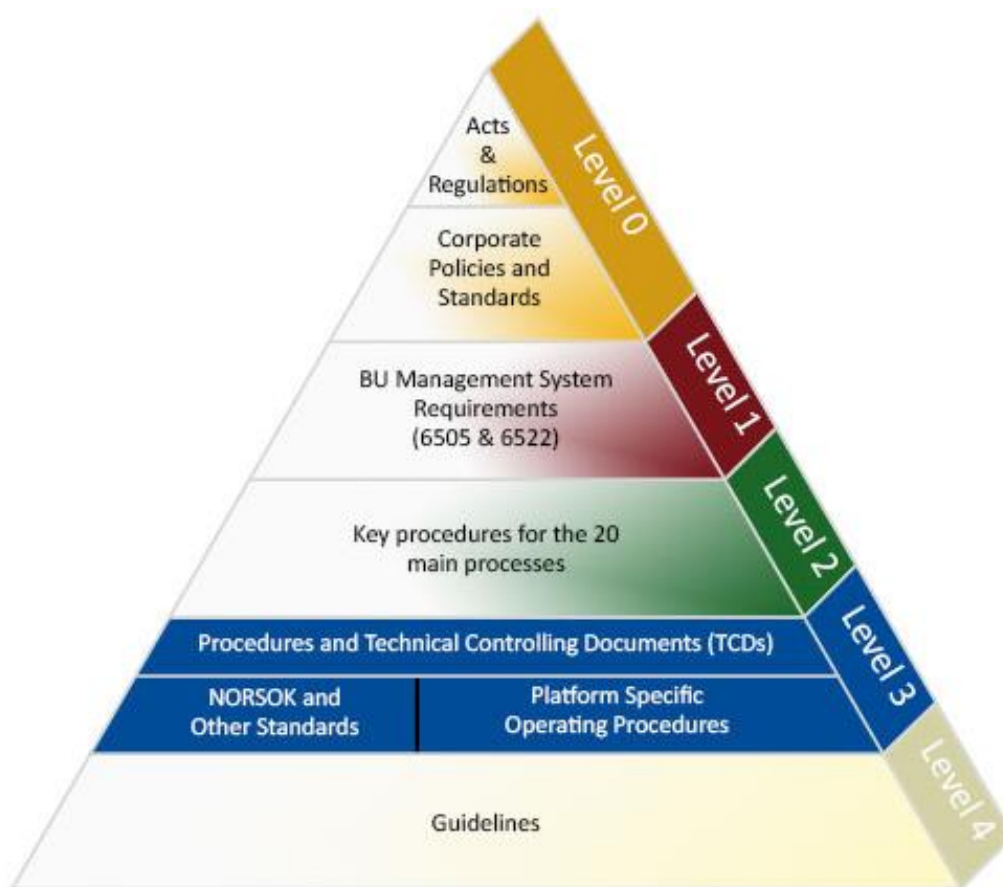 Acts
&
Regulations
Level 0
Corporate
Policies and
Standards
BU Management System
Requirements
(6505 & 6522)
Level 1
Key procedures for the 20
main processes
Level 2
Procedures and Technical Controlling Documents (TCDs)
Level 3
NORSOK and
Other Standards
Platform Specific
Operating Procedures
Guidelines
Level 4